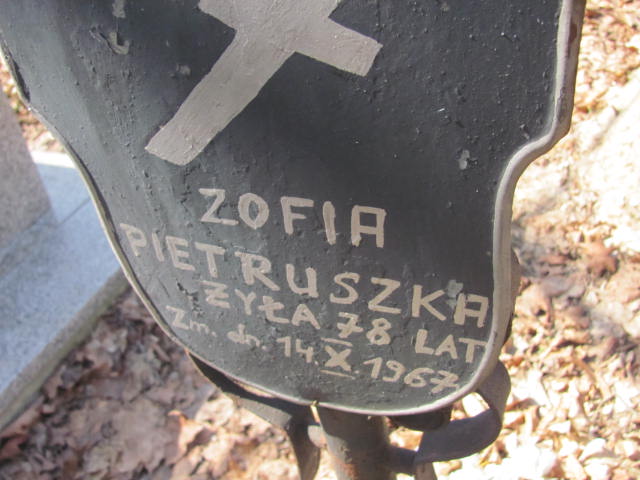 ZOFIA
PIETRUSZKA
ŻYŁA 78 LAT
Zm. dn. 14.X.1967